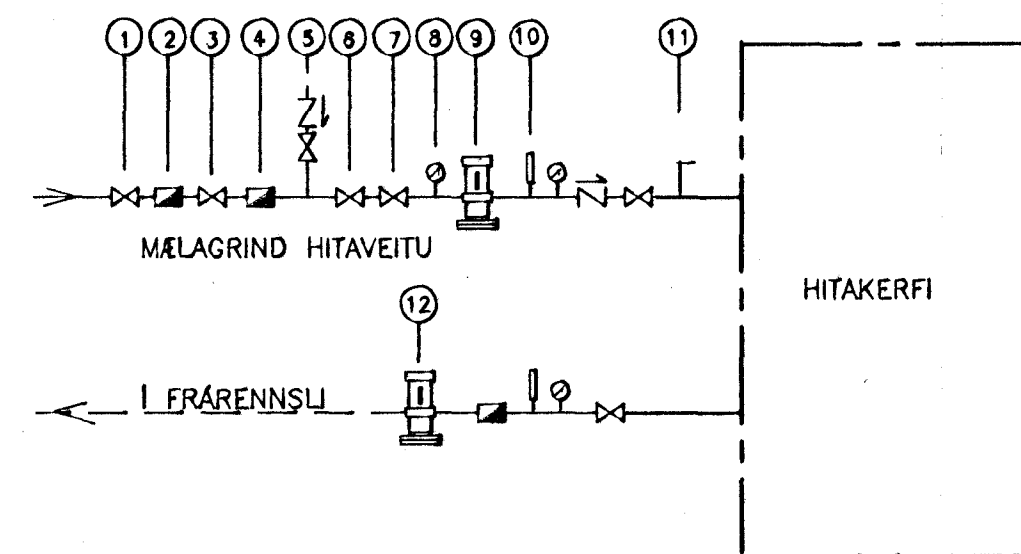 1 2 3 4 5 6 7 8 9 10 11
MÆLAGRIND HITAVEITU
HITAKERFI
12
Í FRÁRENNSLI